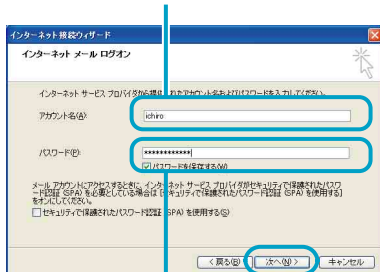 インターネット接続ウィザード
インターネット メール ログオン
インターネット サービス プロバイダから提供されたアカウント名およびパスワードを入力してください。
アカウント名(A):
ichiro
パスワード(P):
************
パスワードを保存する(W)
メール アカウントにアクセスするときに、インターネット サービス プロバイダがセキュリティで保護されたパスワ
ード認証 (SPA) を必要としている場合は [セキュリティで保護されたパスワード認証 (SPA) を使用する]
をオンにしてください。
セキュリティで保護されたパスワード認証 (SPA) を使用する(S)
< 戻る(B)
次へ(N) >
キャンセル